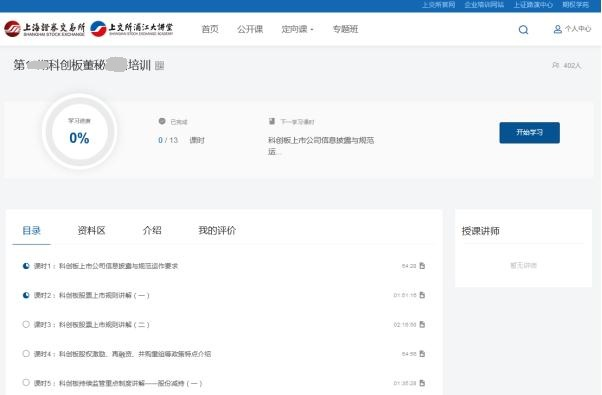 上交所官网 企业培训网站 上证路演中心 期权学苑
上海證券交易所 上交所浦江大讲堂 首页 公开课 定向课 专题班 个人中心
SHANGHAI STOCK EXCHANGE SHANGHAI STOCK EXCHANGE ACADEMY
科创板董秘 培训 402人
学习进度 已完成 下一学习课时
0% 0 / 13 课时 科创板上市公司信息披露与规范运... 开始学习
目录 资料区 介绍 我的评价 授课讲师
课时1： 科创板上市公司信息披露与规范运作要求 54:28
暂无讲师
课时2： 科创板股票上市规则讲解（一） 01:51:16
课时3： 科创板股票上市规则讲解（二）
课时4： 科创板股权激励、再融资、并购重组等政策特点介绍
课时5： 科创板持续监管重点制度讲解——股份减持（一） 01:35:28